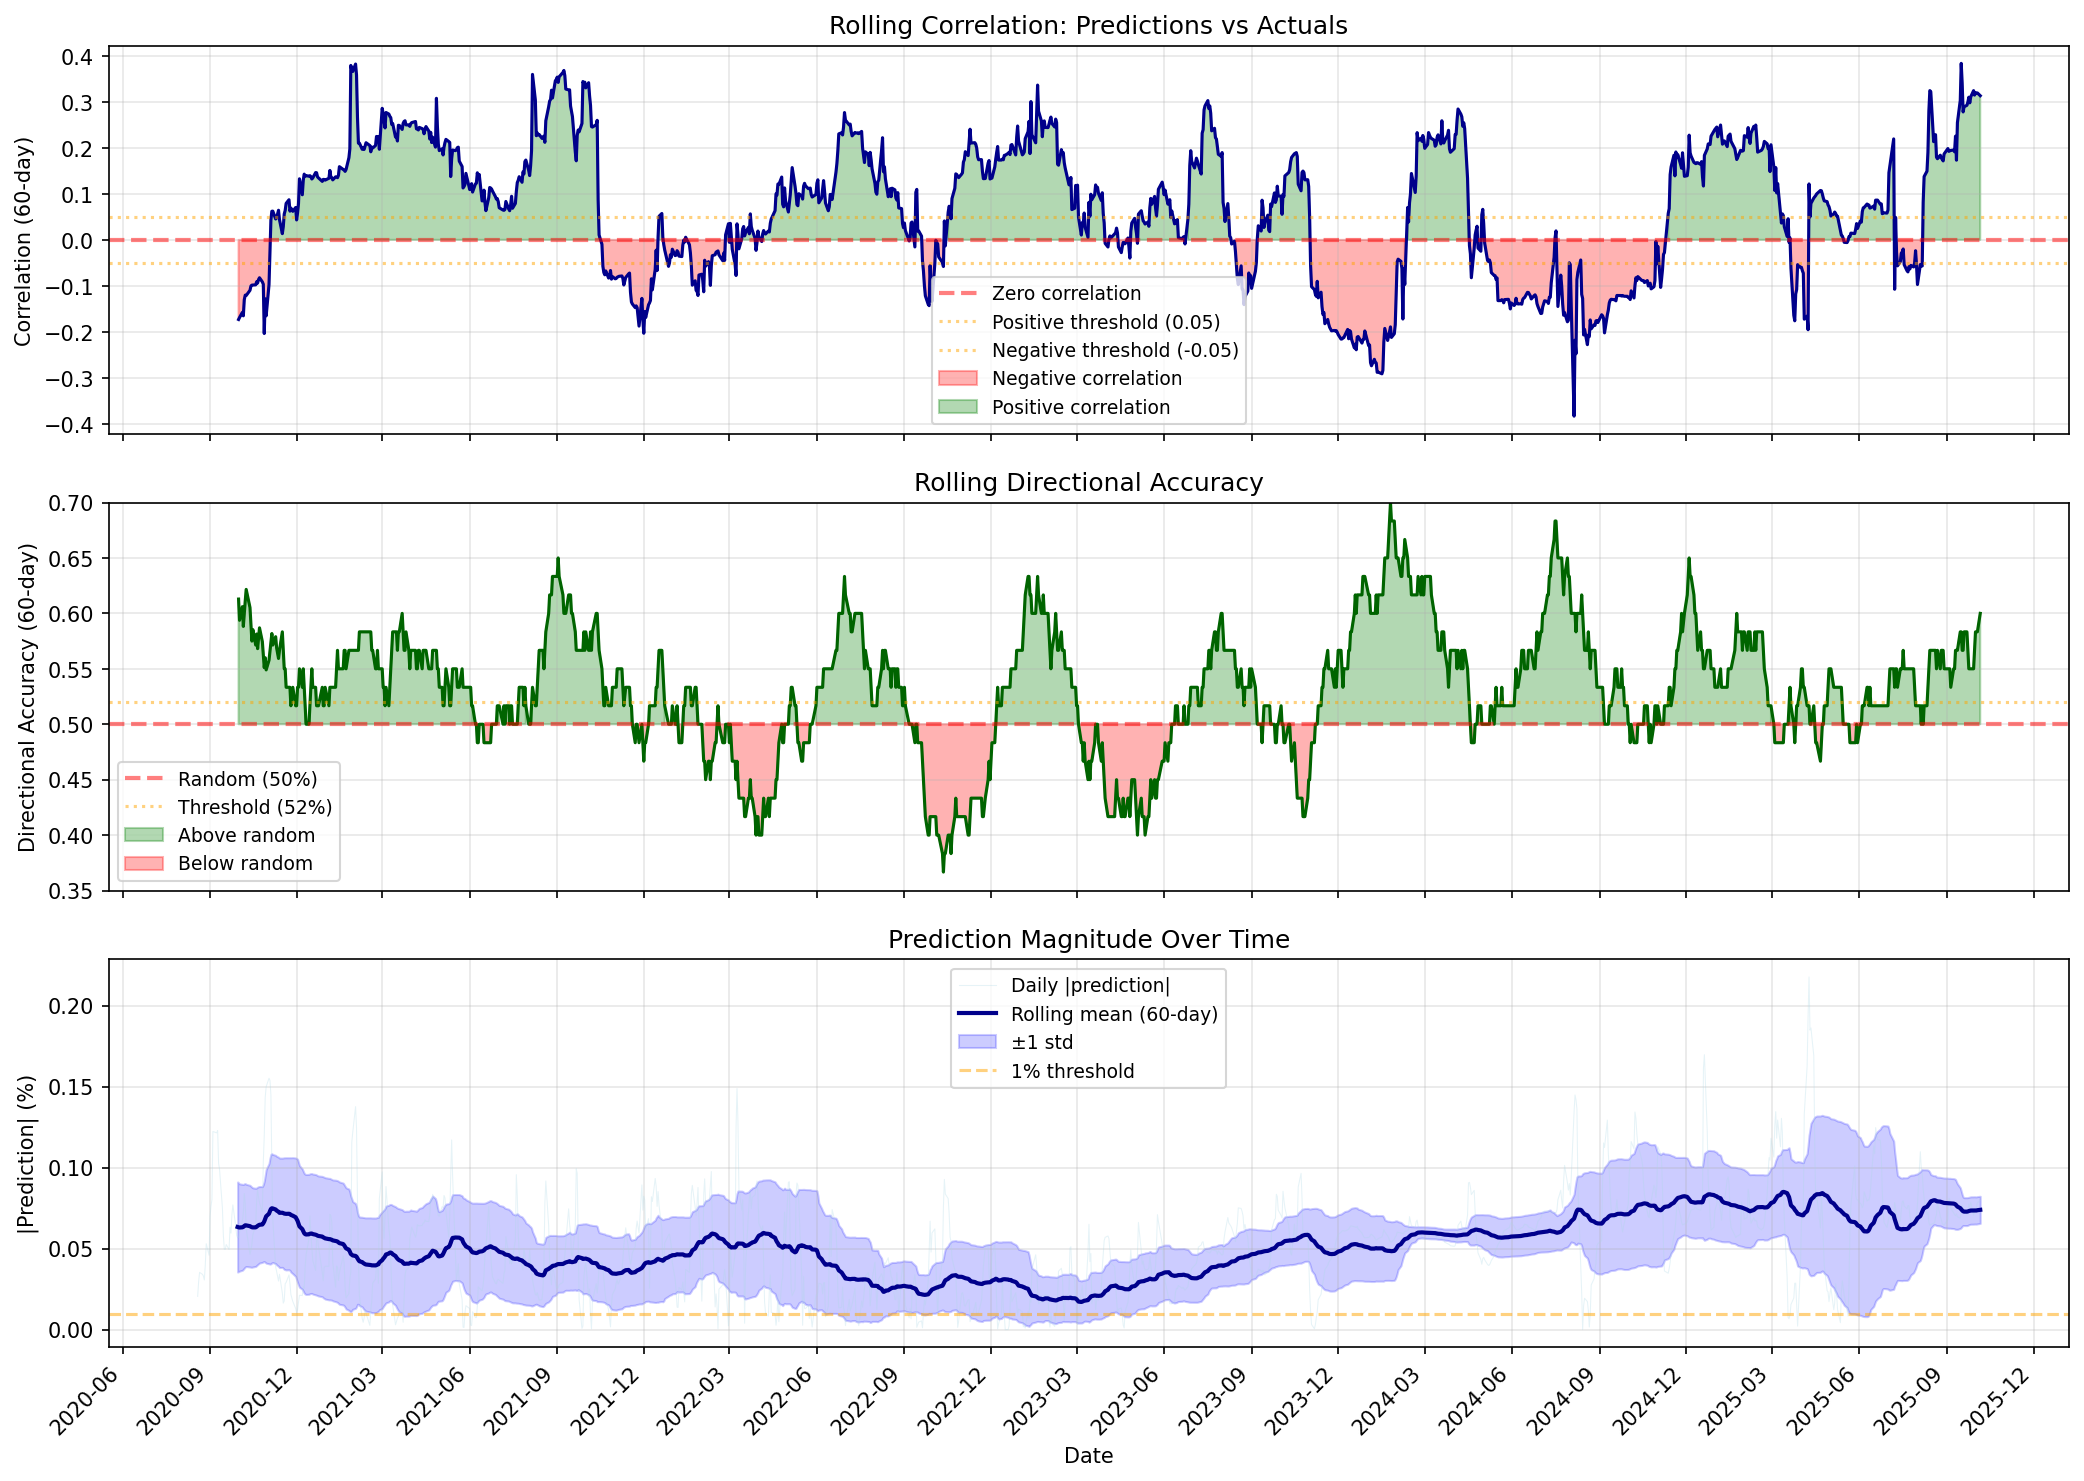 Rolling Correlation: Predictions vs Actuals
Correlation (60-day)
0.4
0.3
0.2
0.1
0.0
−0.1
−0.2
−0.3
−0.4
Zero correlation
Positive threshold (0.05)
Negative threshold (-0.05)
Negative correlation
Positive correlation
Rolling Directional Accuracy
Directional Accuracy (60-day)
0.70
0.65
0.60
0.55
0.50
0.45
0.40
0.35
Random (50%)
Threshold (52%)
Above random
Below random
Prediction Magnitude Over Time
|Prediction| (%)
0.20
0.15
0.10
0.05
0.00
Daily |prediction|
Rolling mean (60-day)
±1 std
1% threshold
2020-06
2020-09
2020-12
2021-03
2021-06
2021-09
2021-12
2022-03
2022-06
2022-09
2022-12
2023-03
2023-06
2023-09
2023-12
2024-03
2024-06
2024-09
2024-12
2025-03
2025-06
2025-09
2025-12
Date